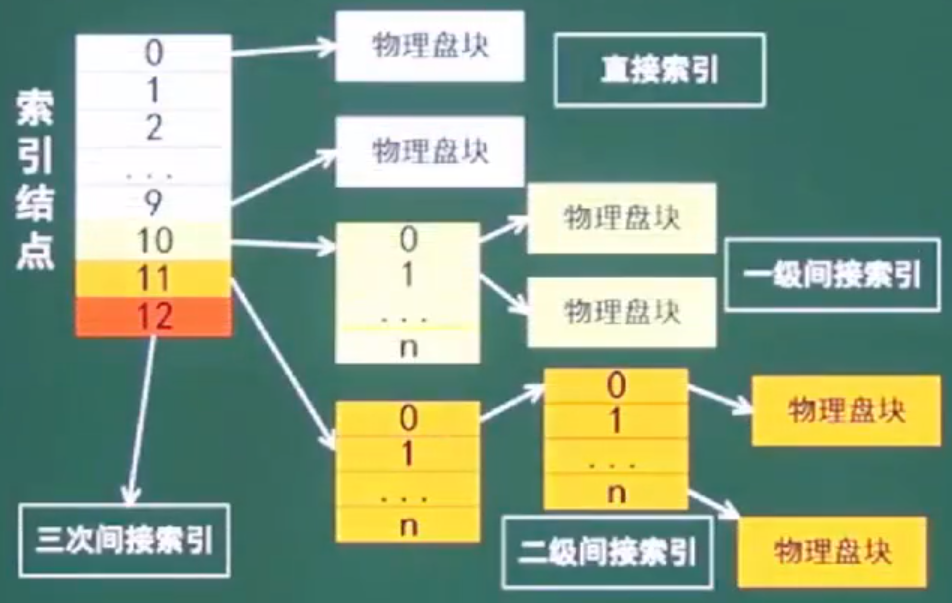 索引结点
0
1
2
...
9
10
11
12
物理盘块
物理盘块
直接索引
0
1
...
n
物理盘块
物理盘块
一级间接索引
0
1
...
n
0
1
...
n
物理盘块
物理盘块
二级间接索引
三次间接索引